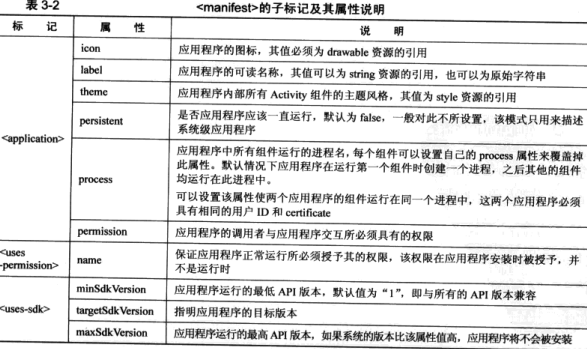 表 3-2 <manifest>的子标记及其属性说明
标 记 属 性 说 明
<application>
icon 应用程序的图标，其值必须为 drawable 资源的引用
label 应用程序的可读名称，其值可以为 string 资源的引用，也可以为原始字符串
theme 应用程序内部所有 Activity 组件的主题风格，其值为 style 资源的引用
persistent 是否应用程序应该一直运行，默认为 false，一般对此不所设置，该模式只用来描述
系统级应用程序
process 应用程序中所有组件运行的进程名，每个组件可以设置自己的 process 属性来覆盖掉
此属性。默认情况下应用程序在运行第一个组件时创建一个进程，之后其他的组件
均运行在此进程中。
可以设置该属性使两个应用程序的组件运行在同一个进程中，这两个应用程序必须
具有相同的用户 ID 和 certificate
permission 应用程序的调用者与应用程序交互所必须具有的权限
<uses
-permission>
name 保证应用程序正常运行所必须授予其的权限，该权限在应用程序安装时被授予，并
不是运行时
<uses-sdk>
minSdkVersion 应用程序运行的最低 API 版本，默认值为“1”，即与所有的 API 版本兼容
targetSdkVersion 指明应用程序的目标版本
maxSdkVersion 应用程序运行的最高 API 版本，如果系统的版本比该属性值高，应用程序将不会被安装